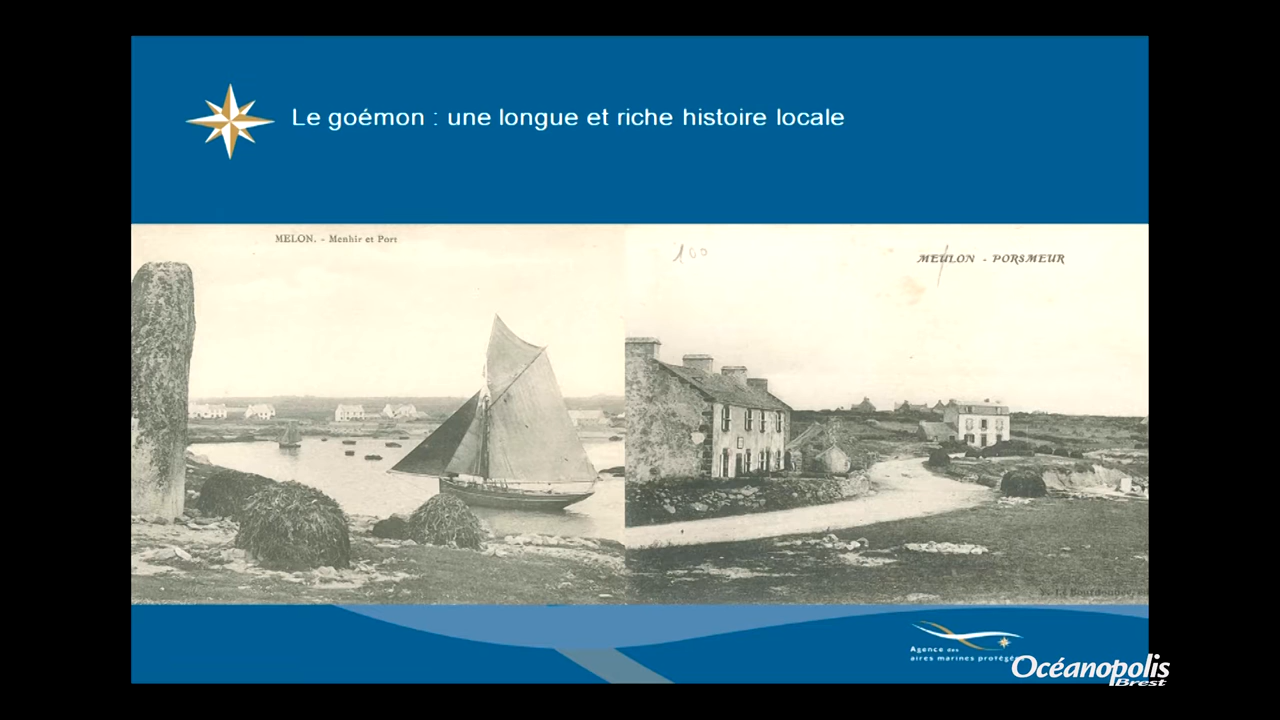 Le goémon : une longue et riche histoire locale
MELON. - Menhir et Port
100
MEULON - PORSMEUR
Agence des
aires marines protégées
Océanopolis
Brest